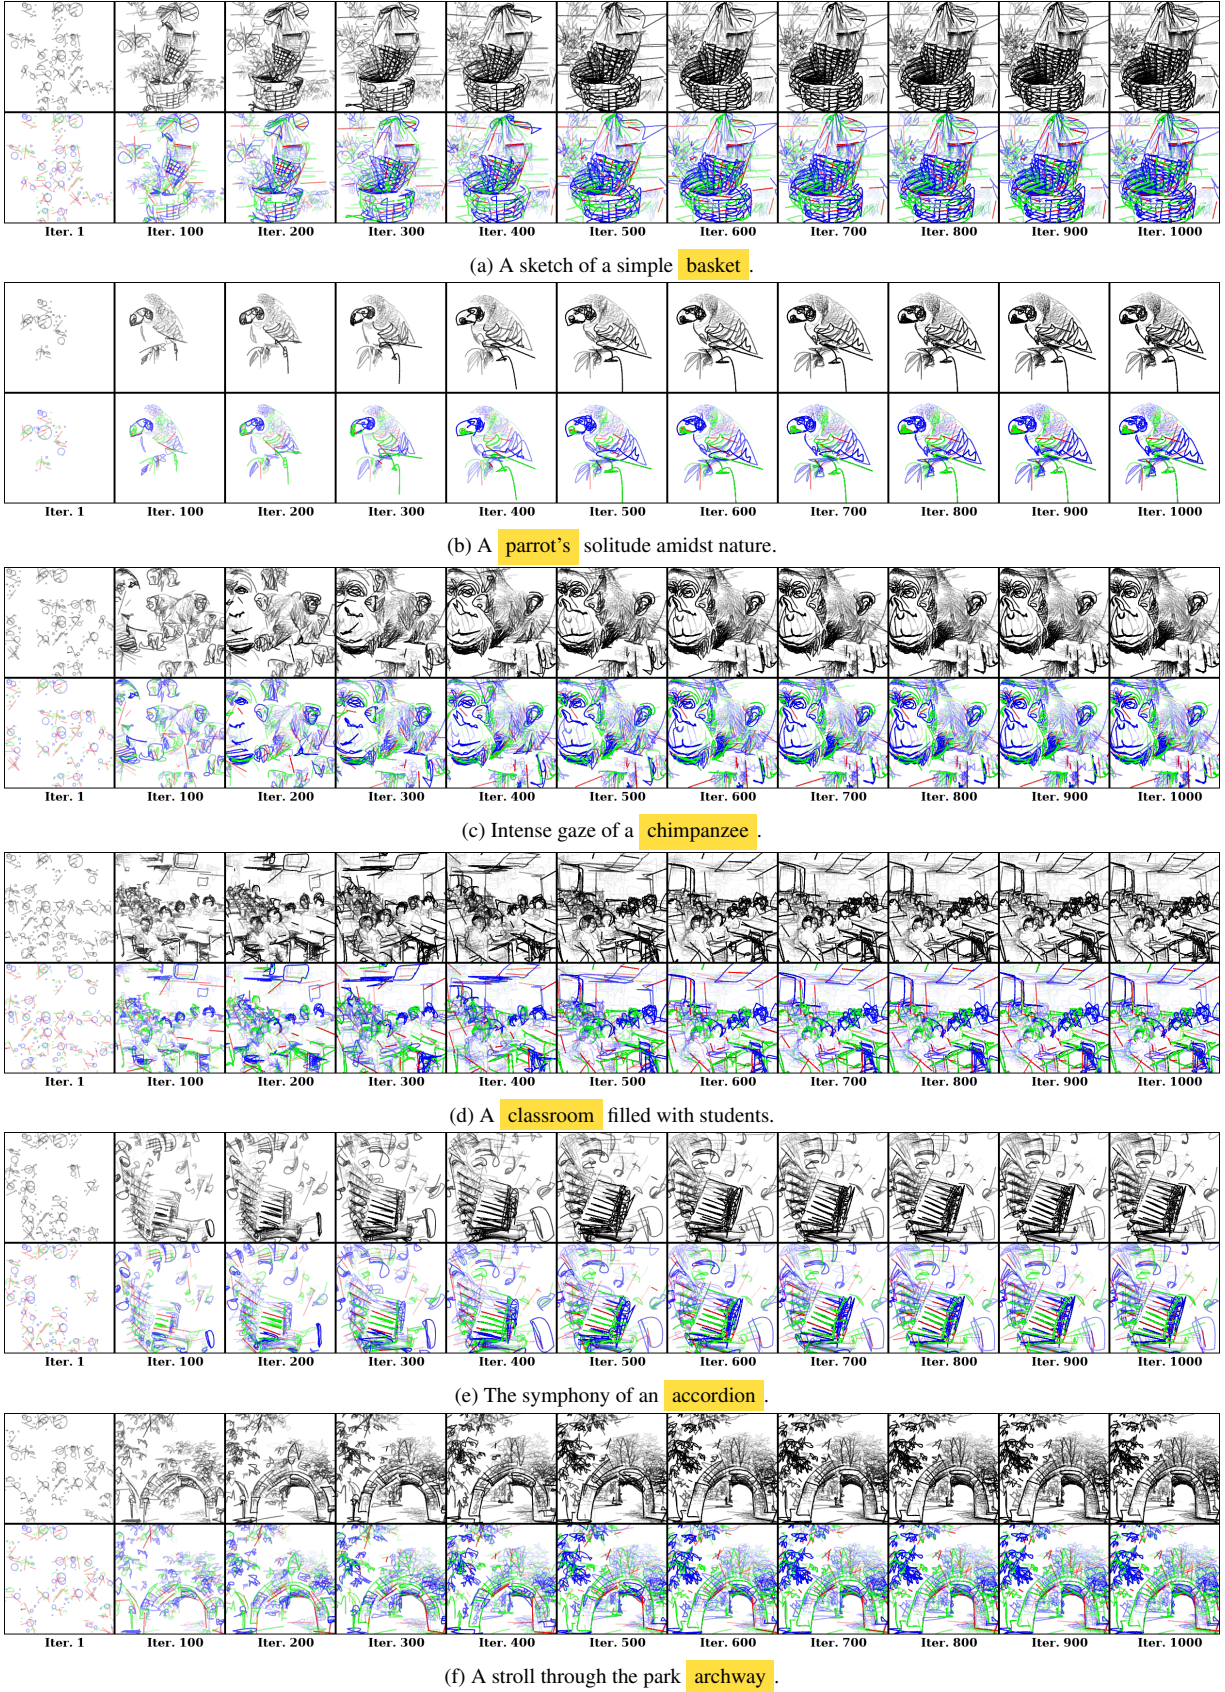 Iter. 1 Iter. 100 Iter. 200 Iter. 300 Iter. 400 Iter. 500 Iter. 600 Iter. 700 Iter. 800 Iter. 900 Iter. 1000
(a) A sketch of a simple basket .
Iter. 1 Iter. 100 Iter. 200 Iter. 300 Iter. 400 Iter. 500 Iter. 600 Iter. 700 Iter. 800 Iter. 900 Iter. 1000
(b) A parrot's solitude amidst nature.
Iter. 1 Iter. 100 Iter. 200 Iter. 300 Iter. 400 Iter. 500 Iter. 600 Iter. 700 Iter. 800 Iter. 900 Iter. 1000
(c) Intense gaze of a chimpanzee .
Iter. 1 Iter. 100 Iter. 200 Iter. 300 Iter. 400 Iter. 500 Iter. 600 Iter. 700 Iter. 800 Iter. 900 Iter. 1000
(d) A classroom filled with students.
Iter. 1 Iter. 100 Iter. 200 Iter. 300 Iter. 400 Iter. 500 Iter. 600 Iter. 700 Iter. 800 Iter. 900 Iter. 1000
(e) The symphony of an accordion .
Iter. 1 Iter. 100 Iter. 200 Iter. 300 Iter. 400 Iter. 500 Iter. 600 Iter. 700 Iter. 800 Iter. 900 Iter. 1000
(f) A stroll through the park archway .